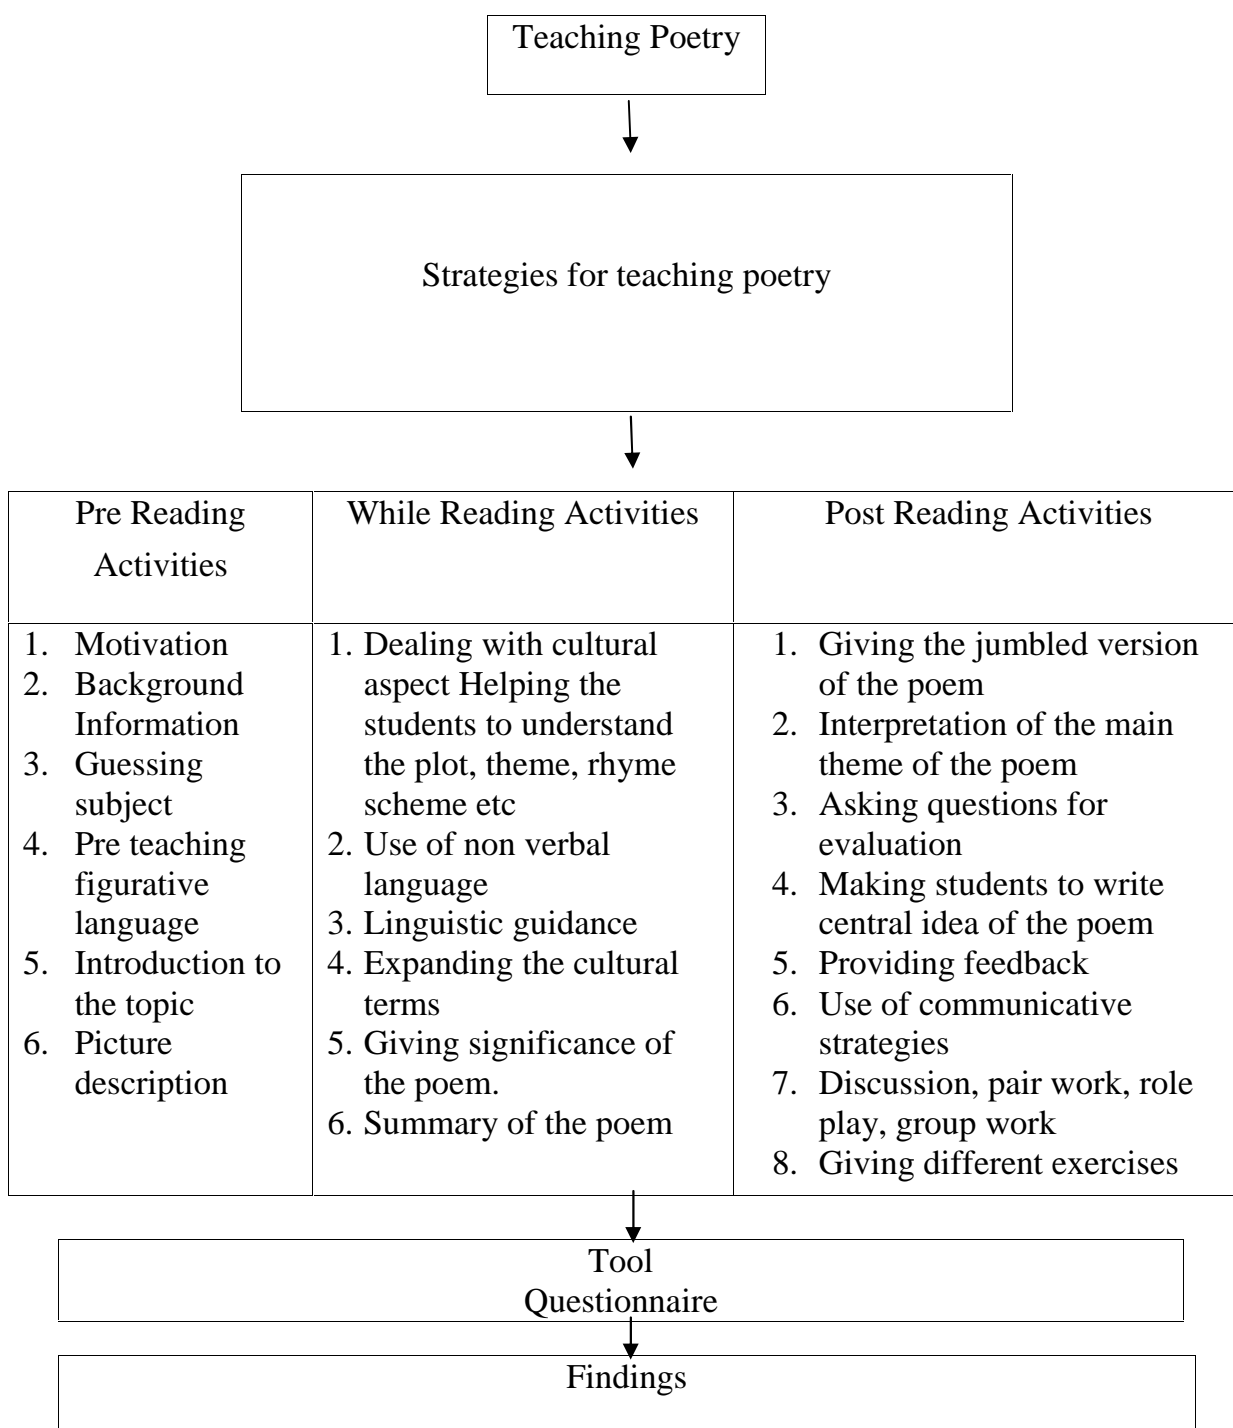 Teaching Poetry
Strategies for teaching poetry
Pre Reading
Activities
While Reading Activities
Post Reading Activities
1. Motivation
2. Background
Information
3. Guessing
subject
4. Pre teaching
figurative
language
5. Introduction to
the topic
6. Picture
description
1. Dealing with cultural
aspect Helping the
students to understand
the plot, theme, rhyme
scheme etc
2. Use of non verbal
language
3. Linguistic guidance
4. Expanding the cultural
terms
5. Giving significance of
the poem.
6. Summary of the poem
1. Giving the jumbled version
of the poem
2. Interpretation of the main
theme of the poem
3. Asking questions for
evaluation
4. Making students to write
central idea of the poem
5. Providing feedback
6. Use of communicative
strategies
7. Discussion, pair work, role
play, group work
8. Giving different exercises
Tool
Questionnaire
Findings